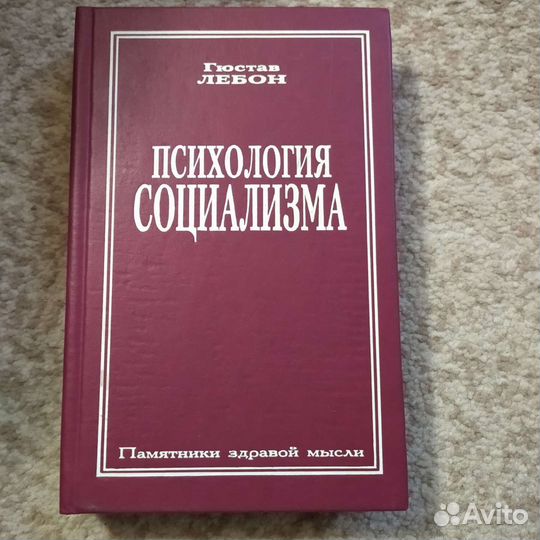 Гюстав
ЛЕБОН
ПСИХОЛОГИЯ
СОЦИАЛИЗМА
Памятники здравой мысли
Avito